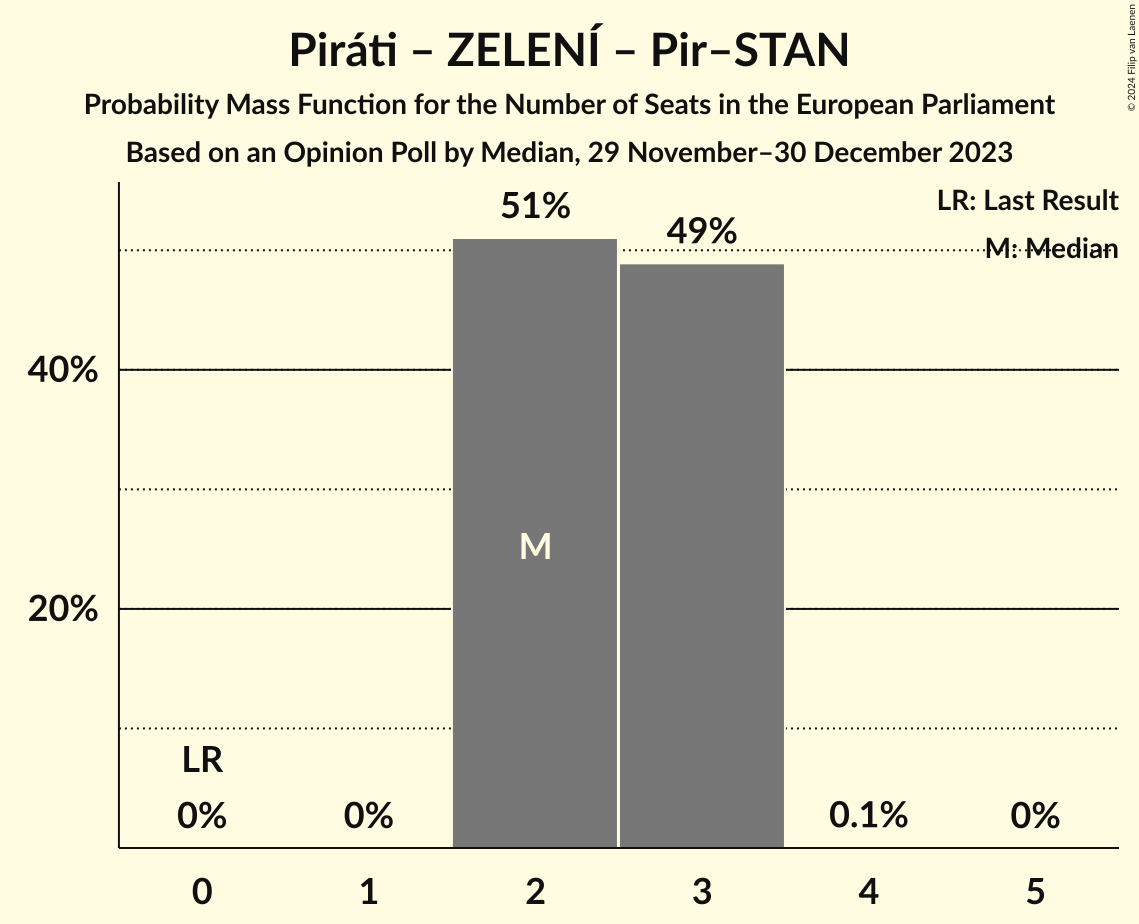 Piráti – ZELENÍ – Pir–STAN
Probability Mass Function for the Number of Seats in the European Parliament
Based on an Opinion Poll by Median, 29 November–30 December 2023
© 2024 Filip van Laenen
LR: Last Result
M: Median
51%
49%
40%
M
20%
LR
0%
0%
0.1%
0%
0
1
2
3
4
5